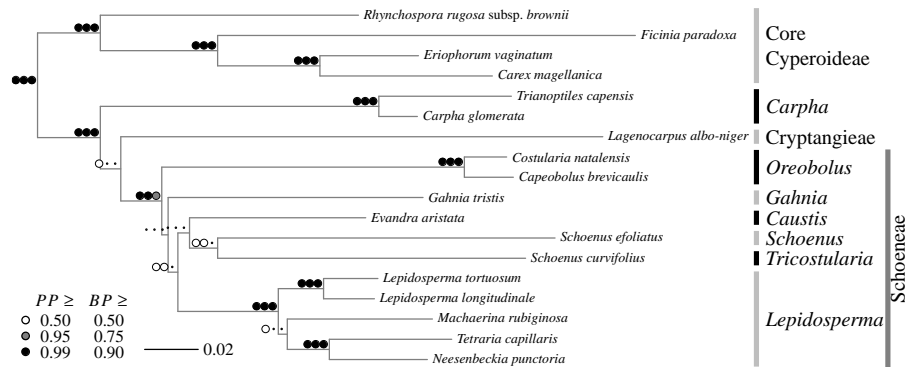 Rhynchospora rugosa subsp. brownii
Ficinia paradoxa
Eriophorum vaginatum
Carex magellanica
Core
Cyperoideae
Trianoptiles capensis
Carpha glomerata
Carpha
Lagenocarpus albo-niger
Cryptangieae
Costularia natalensis
Capeobolus brevicaulis
Oreobolus
Gahnia tristis
Gahnia
Evandra aristata
Caustis
Schoenus efoliatus
Schoenus
Schoenus curvifolius
Tricostularia
Lepidosperma tortuosum
Lepidosperma longitudinale
Machaerina rubiginosa
Tetraria capillaris
Neesenbeckia punctoria
Lepidosperma
Schoeneae
PP ≥ BP ≥
0.50 0.50
0.95 0.75
0.99 0.90
0.02